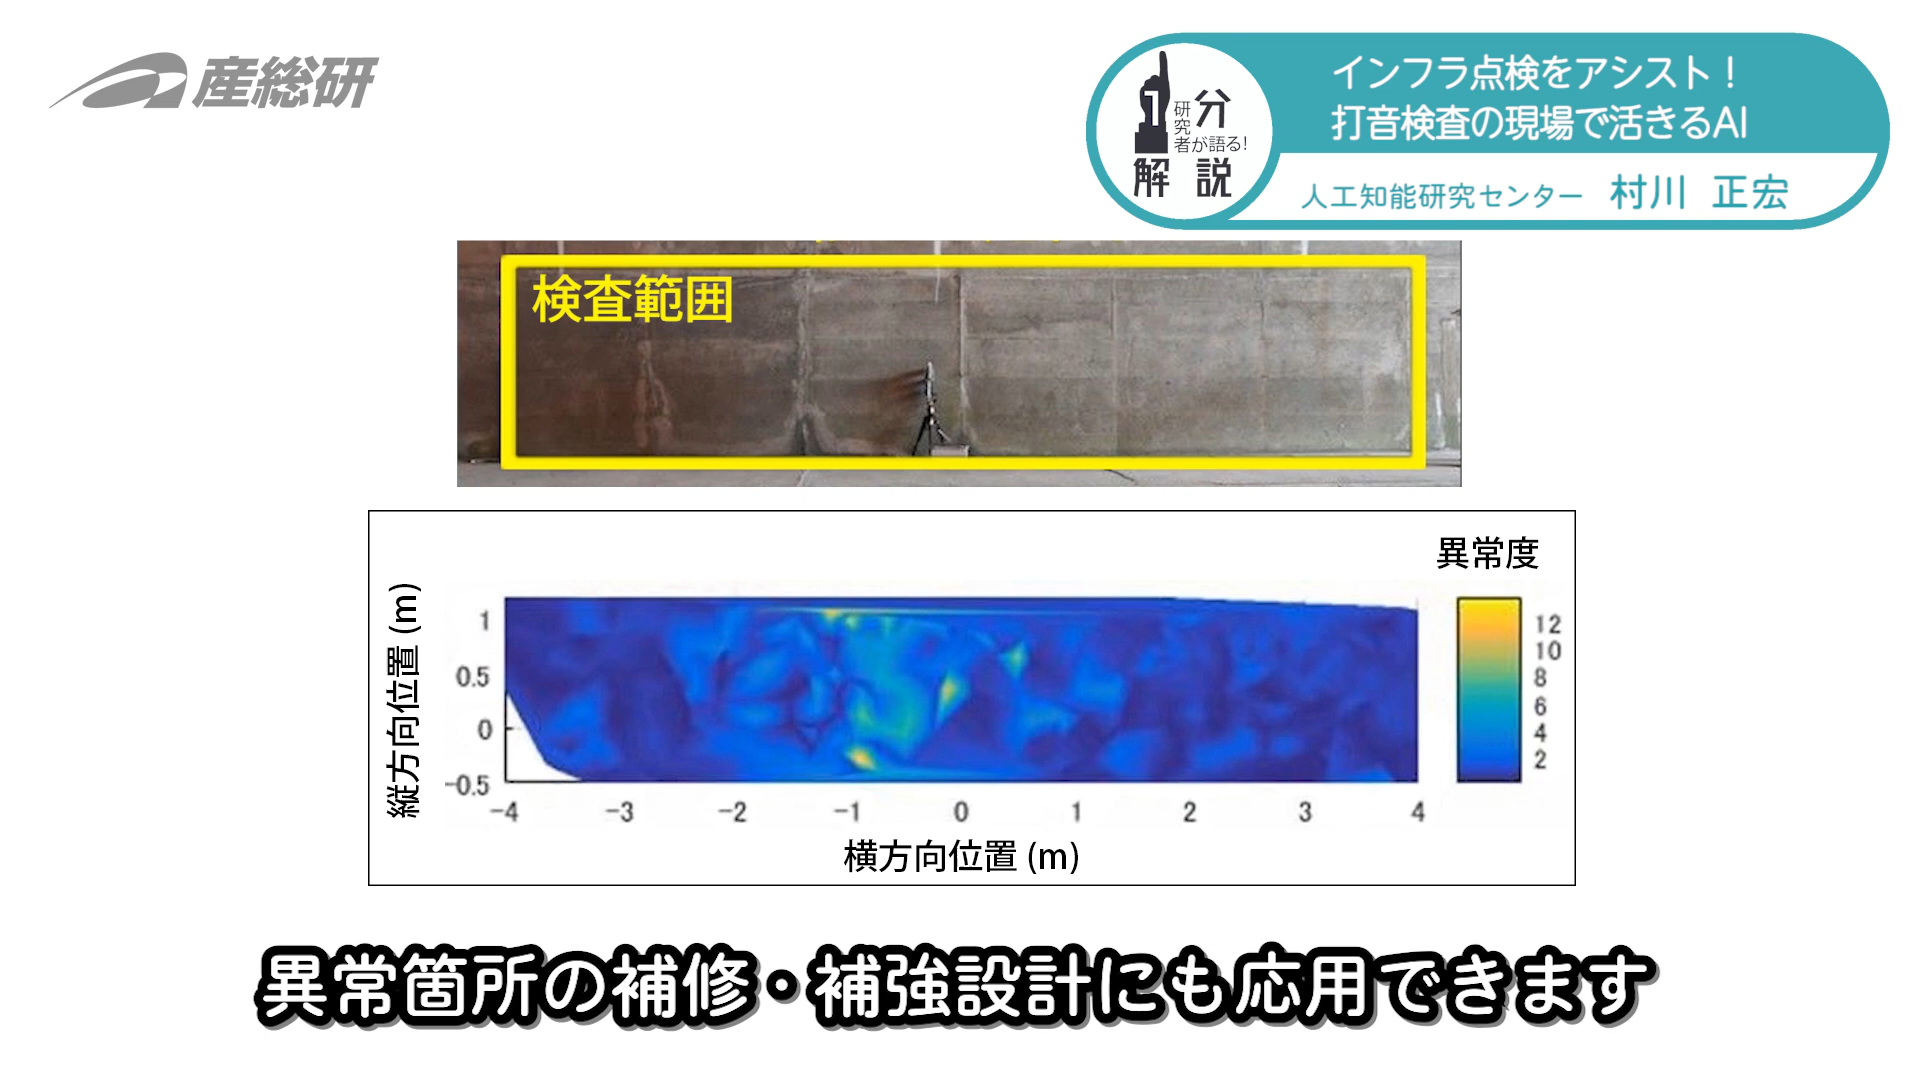 産総研
1分
研究者が語る!
解説
インフラ点検をアシスト！
打音検査の現場で活きるAI
人工知能研究センター 村川 正宏
検査範囲
異常度
縦方向位置 (m)
1
0.5
0
-0.5
-4 -3 -2 -1 0 1 2 3 4
横方向位置 (m)
12
10
8
6
4
2
異常箇所の補修・補強設計にも応用できます